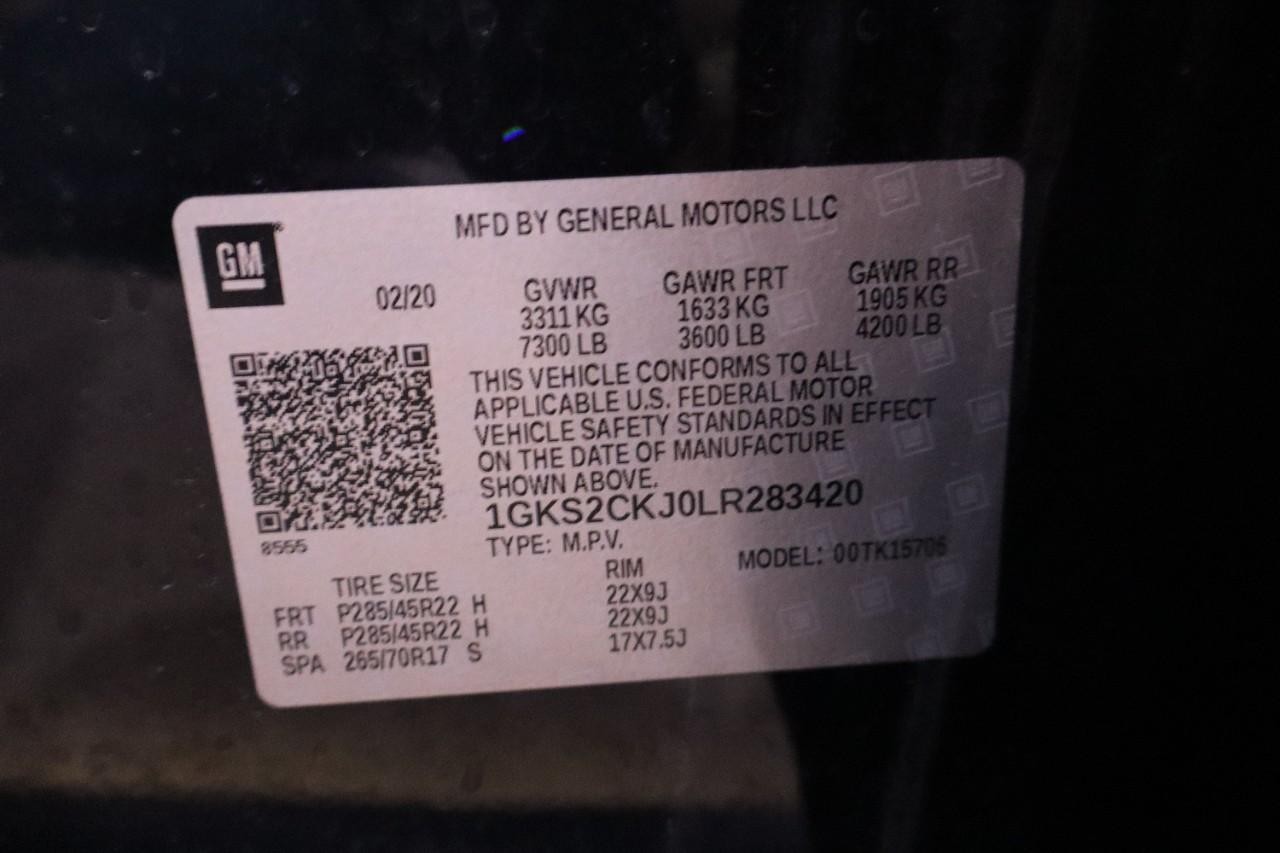 MFD BY GENERAL MOTORS LLC
GM
02/20
GVWR GAWR FRT GAWR RR
3311 KG 1633 KG 1905 KG
7300 LB 3600 LB 4200 LB
THIS VEHICLE CONFORMS TO ALL
APPLICABLE U.S. FEDERAL MOTOR
VEHICLE SAFETY STANDARDS IN EFFECT
ON THE DATE OF MANUFACTURE
SHOWN ABOVE.
1GKS2CKJ0LR283420
8555
TYPE: M.P.V. MODEL: 00TK15706
TIRE SIZE RIM
FRT P285/45R22 H 22X9J
RR P285/45R22 H 22X9J
SPA 265/70R17 S 17X7.5J